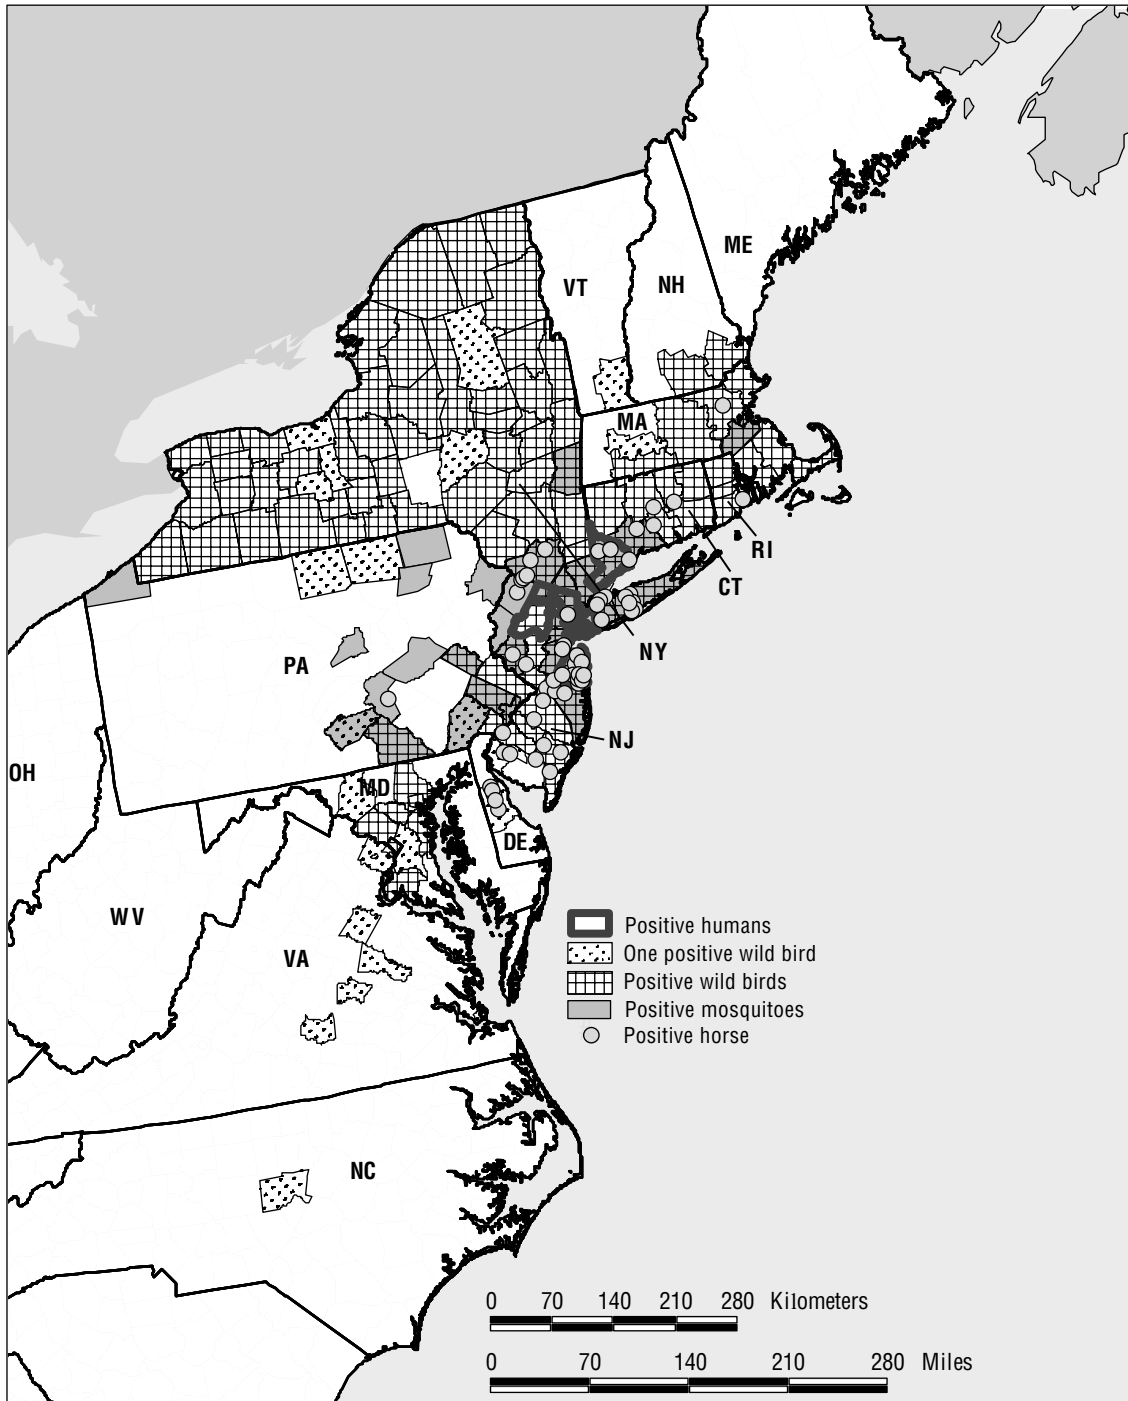 ME
VT
NH
MA
RI
CT
NY
PA
NJ
OH
MD
DE
WV
VA
Positive humans
One positive wild bird
Positive wild birds
Positive mosquitoes
Positive horse
NC
0 70 140 210 280 Kilometers
0 70 140 210 280 Miles